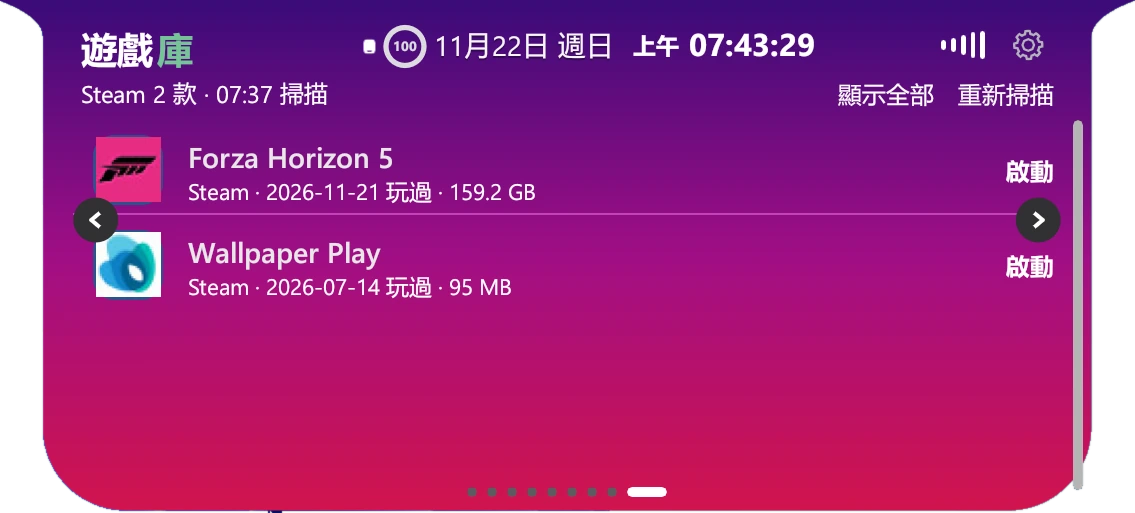 遊戲庫
100 11月22日 週日 上午 07:43:29
Steam 2 款 · 07:37 掃描
顯示全部 重新掃描
Forza Horizon 5
Steam · 2026-11-21 玩過 · 159.2 GB
啟動
Wallpaper Play
Steam · 2026-07-14 玩過 · 95 MB
啟動